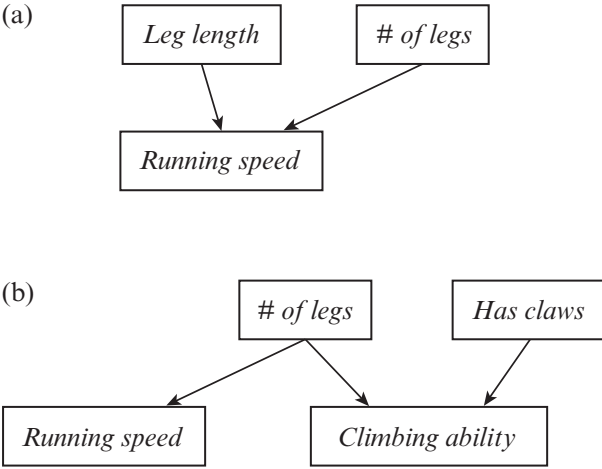 (a)
Leg length
# of legs
Running speed
(b)
# of legs
Has claws
Running speed
Climbing ability